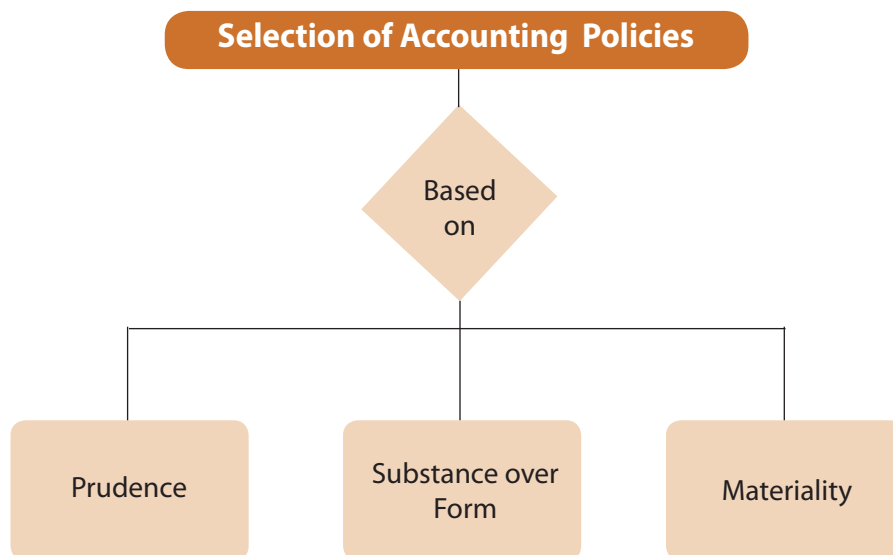 Selection of Accounting Policies
Based
on
Prudence
Substance over
Form
Materiality